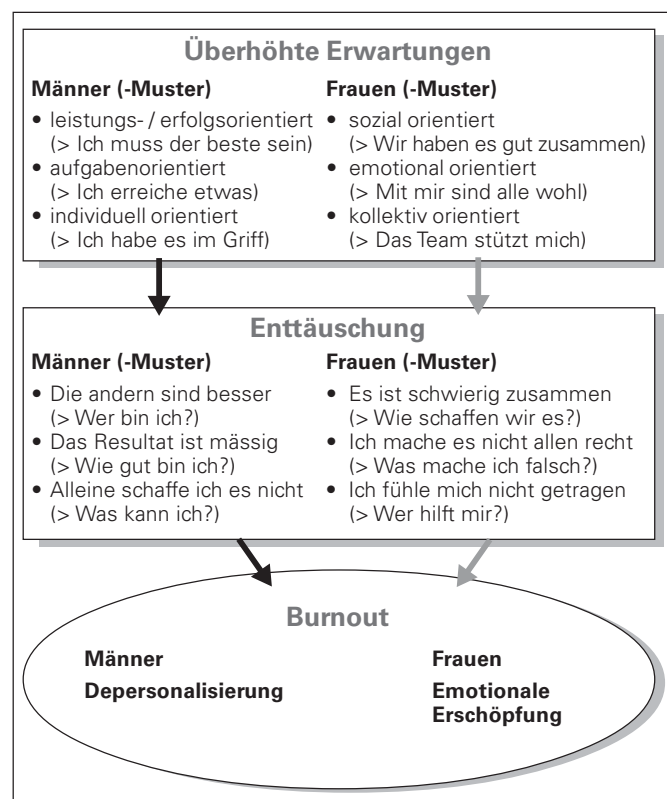 Überhöhte Erwartungen
Männer (-Muster)
• leistungs- / erfolgsorientiert
(> Ich muss der beste sein)
• aufgabenorientiert
(> Ich erreiche etwas)
• individuell orientiert
(> Ich habe es im Griff)
Frauen (-Muster)
• sozial orientiert
(> Wir haben es gut zusammen)
• emotional orientiert
(> Mit mir sind alle wohl)
• kollektiv orientiert
(> Das Team stützt mich)
Enttäuschung
Männer (-Muster)
• Die andern sind besser
(> Wer bin ich?)
• Das Resultat ist mässig
(> Wie gut bin ich?)
• Alleine schaffe ich es nicht
(> Was kann ich?)
Frauen (-Muster)
• Es ist schwierig zusammen
(> Wie schaffen wir es?)
• Ich mache es nicht allen recht
(> Was mache ich falsch?)
• Ich fühle mich nicht getragen
(> Wer hilft mir?)
Burnout
Männer
Depersonalisierung
Frauen
Emotionale
Erschöpfung